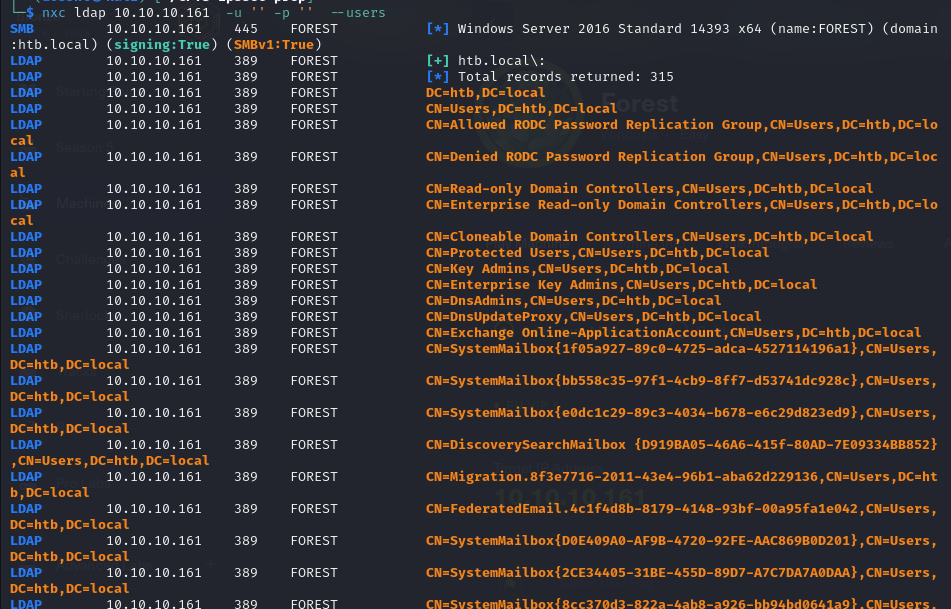 └─$ nxc ldap 10.10.10.161 -u '' -p '' --users
SMB 10.10.10.161 445 FOREST [*] Windows Server 2016 Standard 14393 x64 (name:FOREST) (domain
:htb.local) (signing:True) (SMBv1:True)
LDAP 10.10.10.161 389 FOREST [+] htb.local\:
LDAP 10.10.10.161 389 FOREST [*] Total records returned: 315
LDAP 10.10.10.161 389 FOREST DC=htb,DC=local
LDAP 10.10.10.161 389 FOREST CN=Users,DC=htb,DC=local
LDAP 10.10.10.161 389 FOREST CN=Allowed RODC Password Replication Group,CN=Users,DC=htb,DC=lo
cal
LDAP 10.10.10.161 389 FOREST CN=Denied RODC Password Replication Group,CN=Users,DC=htb,DC=loc
al
LDAP 10.10.10.161 389 FOREST CN=Read-only Domain Controllers,CN=Users,DC=htb,DC=local
LDAP 10.10.10.161 389 FOREST CN=Enterprise Read-only Domain Controllers,CN=Users,DC=htb,DC=lo
cal
LDAP 10.10.10.161 389 FOREST CN=Cloneable Domain Controllers,CN=Users,DC=htb,DC=local
LDAP 10.10.10.161 389 FOREST CN=Protected Users,CN=Users,DC=htb,DC=local
LDAP 10.10.10.161 389 FOREST CN=Key Admins,CN=Users,DC=htb,DC=local
LDAP 10.10.10.161 389 FOREST CN=Enterprise Key Admins,CN=Users,DC=htb,DC=local
LDAP 10.10.10.161 389 FOREST CN=DnsAdmins,CN=Users,DC=htb,DC=local
LDAP 10.10.10.161 389 FOREST CN=DnsUpdateProxy,CN=Users,DC=htb,DC=local
LDAP 10.10.10.161 389 FOREST CN=Exchange Online-ApplicationAccount,CN=Users,DC=htb,DC=local
LDAP 10.10.10.161 389 FOREST CN=SystemMailbox{1f05a927-89c0-4725-adca-4527114196a1},CN=Users,
DC=htb,DC=local
LDAP 10.10.10.161 389 FOREST CN=SystemMailbox{bb558c35-97f1-4cb9-8ff7-d53741dc928c},CN=Users,
DC=htb,DC=local
LDAP 10.10.10.161 389 FOREST CN=SystemMailbox{e0dc1c29-89c3-4034-b678-e6c29d823ed9},CN=Users,
DC=htb,DC=local
LDAP 10.10.10.161 389 FOREST CN=DiscoverySearchMailbox {D919BA05-46A6-415f-80AD-7E09334BB852}
,CN=Users,DC=htb,DC=local
LDAP 10.10.10.161 389 FOREST CN=Migration.8f3e7716-2011-43e4-96b1-aba62d229136,CN=Users,DC=ht
b,DC=local
LDAP 10.10.10.161 389 FOREST CN=FederatedEmail.4c1f4d8b-8179-4148-93bf-00a95fa1e042,CN=Users,
DC=htb,DC=local
LDAP 10.10.10.161 389 FOREST CN=SystemMailbox{D0E409A0-AF9B-4720-92FE-AAC869B0D201},CN=Users,
DC=htb,DC=local
LDAP 10.10.10.161 389 FOREST CN=SystemMailbox{2CE34405-31BE-455D-89D7-A7C7DA7A0DAA},CN=Users,
DC=htb,DC=local
LDAP 10.10.10.161 389 FOREST CN=SystemMailbox{8cc370d3-822a-4ab8-a926-bb94bd0641a9},CN=Users,